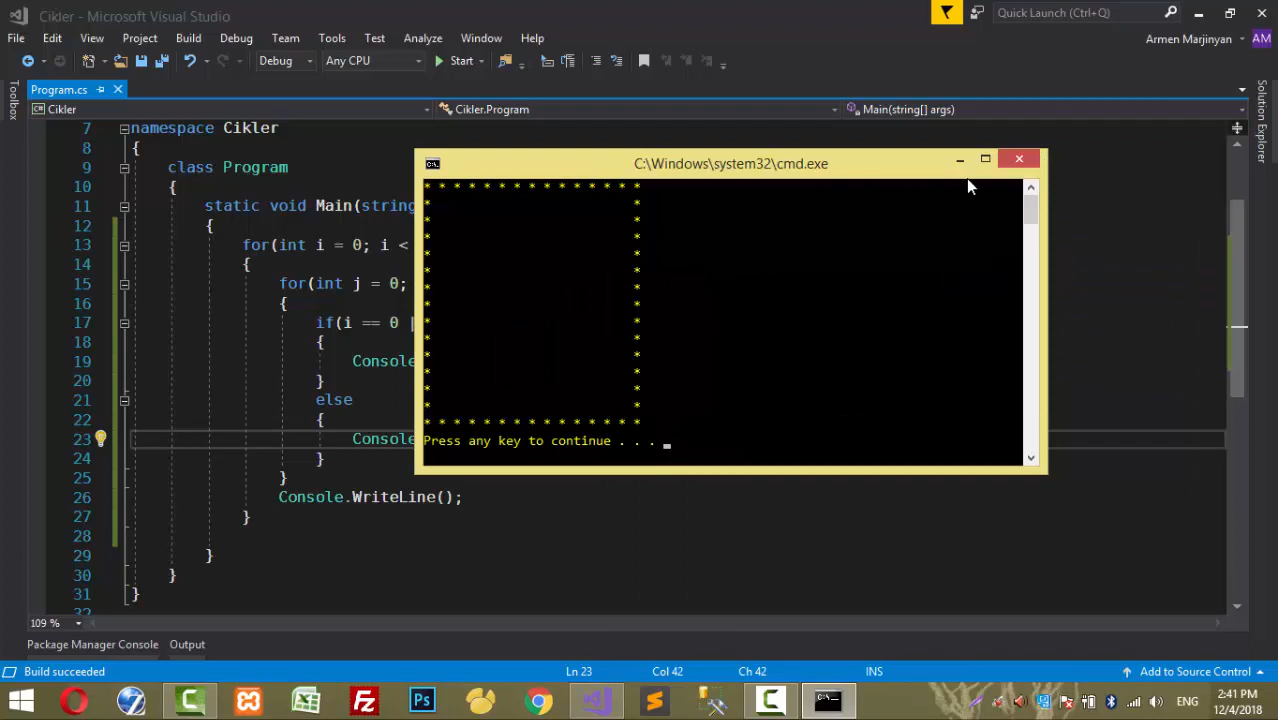 Cikler - Microsoft Visual Studio
Quick Launch (Ctrl+Q)
File Edit View Project Build Debug Team Tools Test Analyze Window Help
Armen Marjinyan AM
Debug Any CPU Start
Program.cs
Toolbox
Solution Explorer
Cikler Cikler.Program Main(string[] args)
7 namespace Cikler
8 {
9 class Program
10 {
11 static void Main(string
12 {
13 for(int i = 0; i <
14 {
15 for(int j = 0;
16 {
17 if(i == 0 |
18 {
19 Console
20 }
21 else
22 {
23 Console
24 }
25 }
26 Console.WriteLine();
27 }
28
29 }
30 }
31 }
32
C:\Windows\system32\cmd.exe
* * * * * * * * * * * * * * *
* *
* *
* *
* *
* *
* *
* *
* *
* *
* *
* *
* *
* *
* * * * * * * * * * * * * * *
Press any key to continue . . .
109 %
Package Manager Console Output
Build succeeded Ln 23 Col 42 Ch 42 INS Add to Source Control
Ps
ENG
2:41 PM
12/4/2018